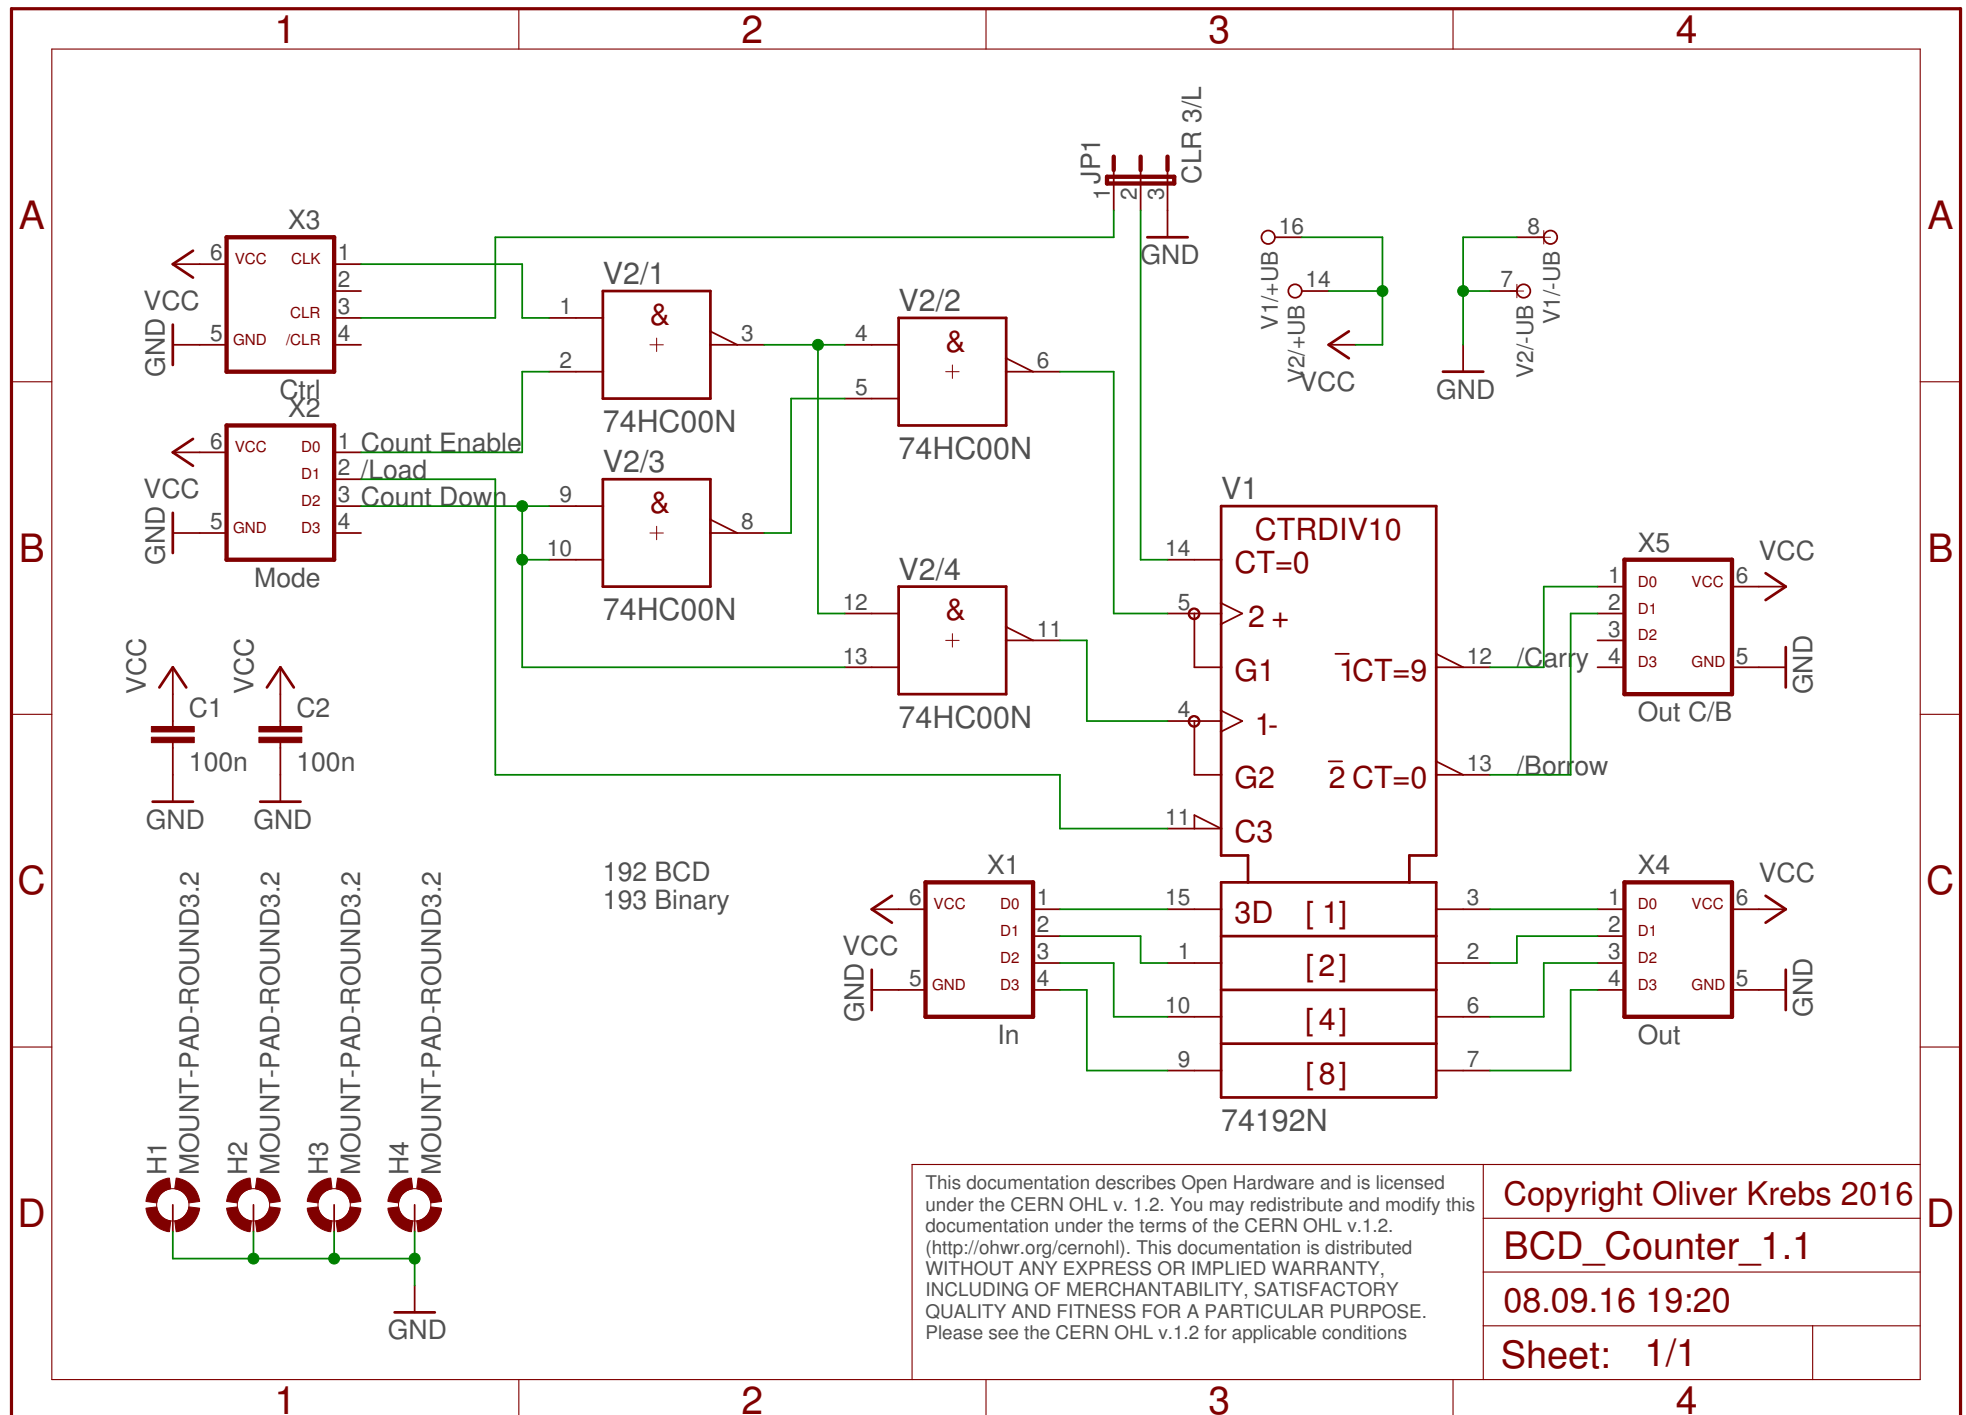 1 2 3 4
A A
B B
C C
D D
1 2 3 4
X3
6 VCC CLK 1
2
CLR 3
5 GND /CLR 4
VCC
GND
Ctrl
X2
6 VCC D0 1 Count Enable
D1 2 /Load
D2 3 Count Down
5 GND D3 4
VCC
GND
Mode
V2/1
1
2
&
+
3
74HC00N
V2/3
9
10
&
+
8
74HC00N
V2/2
4
5
&
+
6
74HC00N
V2/4
12
13
&
+
11
74HC00N
JP1
1
2
3
CLR 3/L
GND
16
V1/+UB
14
V2/+UB
VCC
8
V1/-UB
7
V2/-UB
GND
V1
CTRDIV10
14 CT=0
5 2 +
G1
4 1-
G2
11 C3
1CT=9 12 /Carry
2 CT=0 13 /Borrow
15 3D [ 1] 3
1 [2] 2
10 [4] 6
9 [8] 7
74192N
X5
1 D0 VCC 6
2 D1
3 D2
4 D3 GND 5
VCC
GND
Out C/B
X1
6 VCC D0 1
D1 2
D2 3
5 GND D3 4
VCC
GND
In
X4
1 D0 VCC 6
2 D1
3 D2
4 D3 GND 5
VCC
GND
Out
VCC
C1
100n
GND
VCC
C2
100n
GND
192 BCD
193 Binary
H1
MOUNT-PAD-ROUND3.2
H2
MOUNT-PAD-ROUND3.2
H3
MOUNT-PAD-ROUND3.2
H4
MOUNT-PAD-ROUND3.2
GND
This documentation describes Open Hardware and is licensed
under the CERN OHL v. 1.2. You may redistribute and modify this
documentation under the terms of the CERN OHL v.1.2.
(http://ohwr.org/cernohl). This documentation is distributed
WITHOUT ANY EXPRESS OR IMPLIED WARRANTY,
INCLUDING OF MERCHANTABILITY, SATISFACTORY
QUALITY AND FITNESS FOR A PARTICULAR PURPOSE.
Please see the CERN OHL v.1.2 for applicable conditions
Copyright Oliver Krebs 2016
BCD_Counter_1.1
08.09.16 19:20
Sheet: 1/1